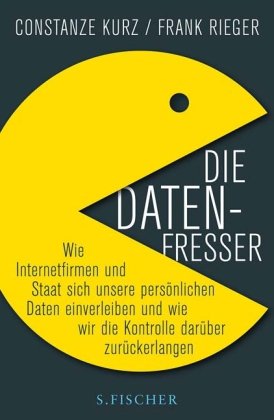 CONSTANZE KURZ / FRANK RIEGER
DIE
DATEN-
FRESSER
Wie
Internetfirmen und
Staat sich unsere persönlichen
Daten einverleiben und wie
wir die Kontrolle darüber
zurückerlangen
S. FISCHER